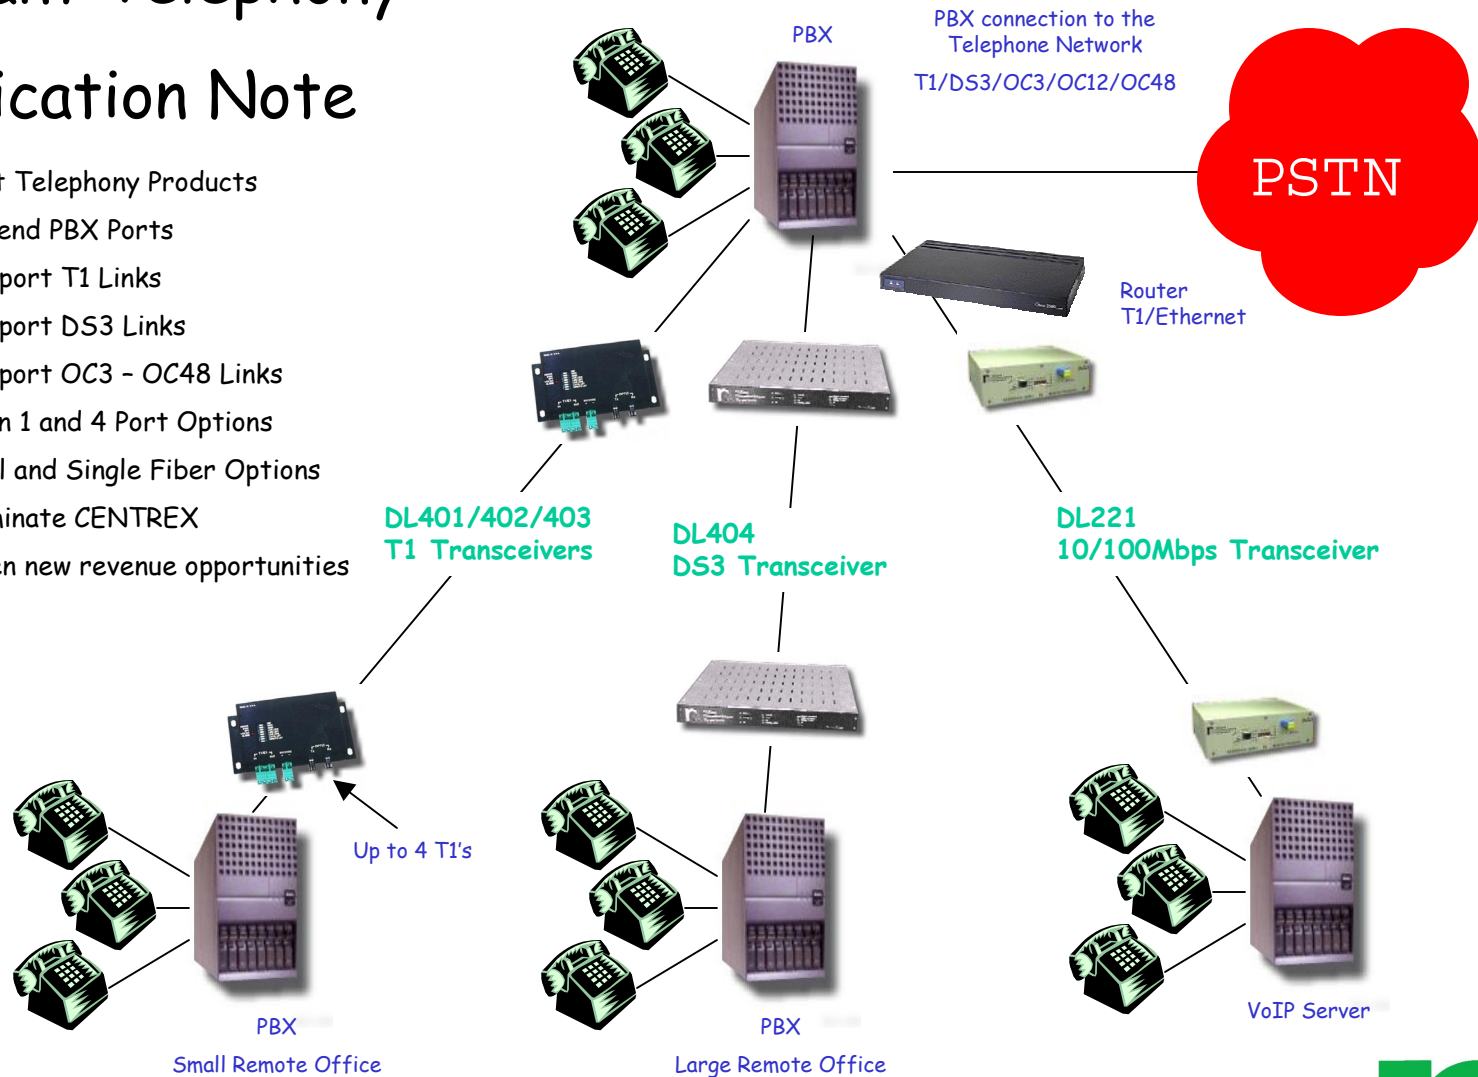 ication Note
t Telephony Products
end PBX Ports
port T1 Links
port DS3 Links
port OC3 – OC48 Links
n 1 and 4 Port Options
l and Single Fiber Options
minate CENTREX
en new revenue opportunities
PBX
PBX connection to the
Telephone Network
T1/DS3/OC3/OC12/OC48
PSTN
Router
T1/Ethernet
DL401/402/403
T1 Transceivers
DL404
DS3 Transceiver
DL221
10/100Mbps Transceiver
Up to 4 T1's
PBX
Small Remote Office
PBX
Large Remote Office
VoIP Server